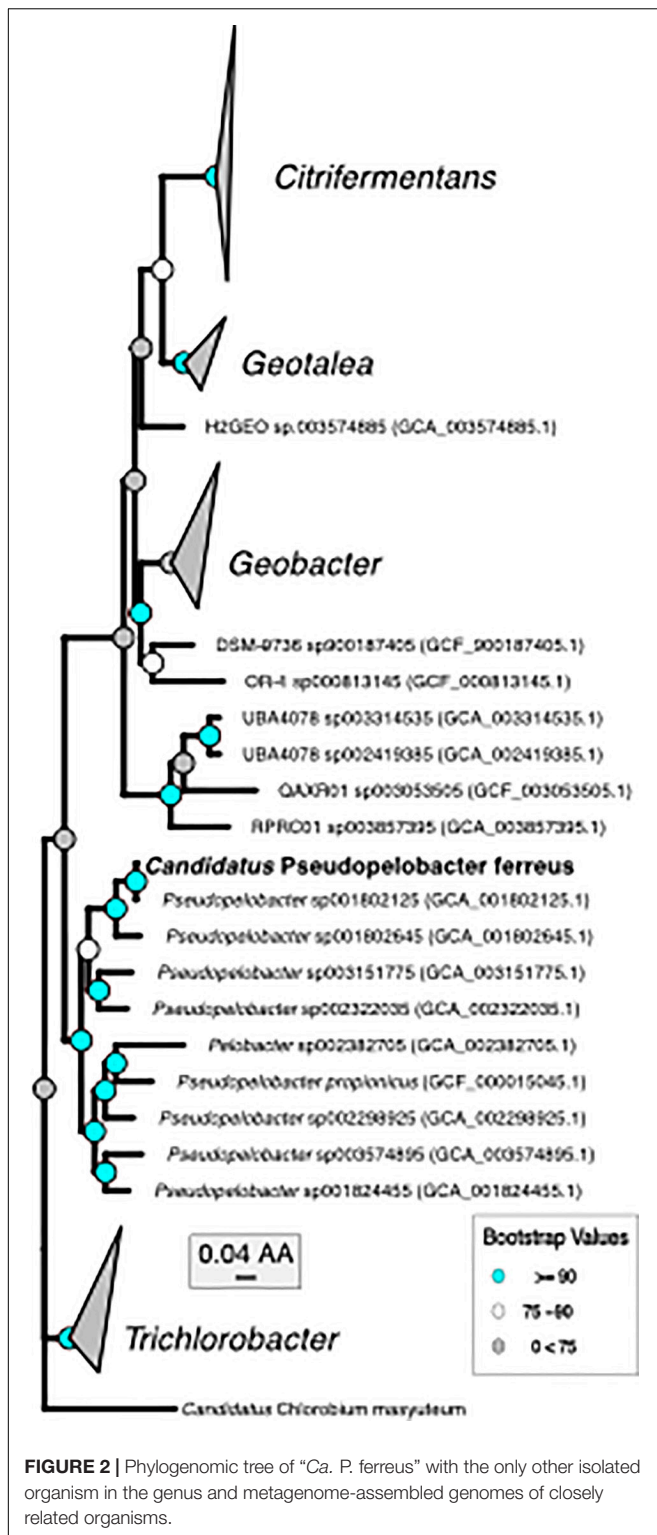 Citrifermentans
Geotalea
H2GEO sp.003574885 (GCA_003574885.1)
Geobacter
DSM-9736 sp900187405 (GCF_900187405.1)
OR-1 sp000813145 (GCF_000813145.1)
UBA4078 sp003314535 (GCA_003314535.1)
UBA4078 sp002419385 (GCA_002419385.1)
QAXR01 sp003053505 (GCF_003053505.1)
RPRC01 sp003857395 (GCA_003857395.1)
Candidatus Pseudopelobacter ferreus
Pseudopelobacter sp001802125 (GCA_001802125.1)
Pseudopelobacter sp001802645 (GCA_001802645.1)
Pseudopelobacter sp003151775 (GCA_003151775.1)
Pseudopelobacter sp002322035 (GCA_002322035.1)
Pelobacter sp002382705 (GCA_002382705.1)
Pseudopelobacter propionicus (GCF_000015045.1)
Pseudopelobacter sp002298925 (GCA_002298925.1)
Pseudopelobacter sp003574895 (GCA_003574895.1)
Pseudopelobacter sp001824455 (GCA_001824455.1)
0.04 AA
Bootstrap Values
>= 90
75 - 90
0 < 75
Trichlorobacter
Candidatus Chlorobium masyuteum
FIGURE 2 | Phylogenomic tree of “Ca. P. ferreus” with the only other isolated
organism in the genus and metagenome-assembled genomes of closely
related organisms.